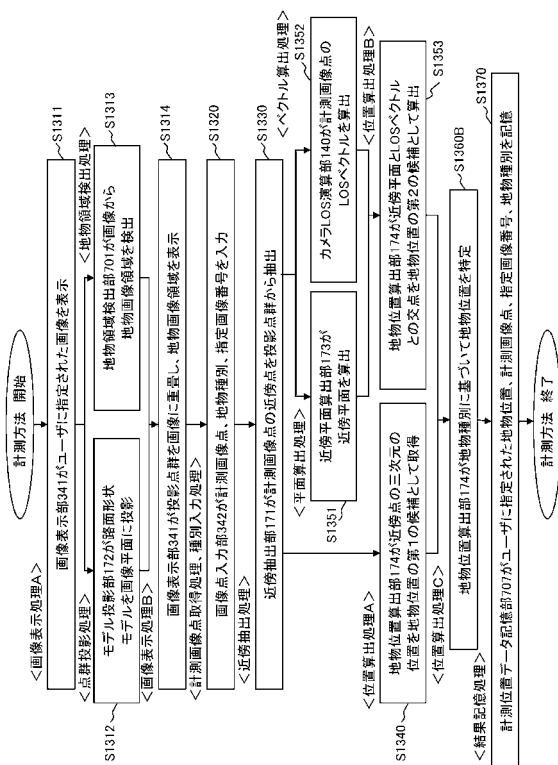 計測方法 開始
<画像表示処理A>
S1311
画像表示部341がユーザに指定された画像を表示
<点群投影処理>
<地物領域検出処理>
S1312
モデル投影部172が路面形状
モデルを画像平面に投影
S1313
地物領域検出部701が画像から
地物画像領域を検出
<画像表示処理B>
S1314
画像表示部341が投影点群を画像に重畳し、地物画像領域を表示
<計測画像点取得処理、種別入力処理>
S1320
画像点入力部342が計測画像点、地物種別、指定画像番号を入力
<近傍抽出処理>
S1330
近傍抽出部171が計測画像点の近傍点を投影点群から抽出
<平面算出処理>
<ベクトル算出処理>
S1351
近傍平面算出部173が
近傍平面を算出
S1352
カメラLOS演算部140が計測画像点の
LOSベクトルを算出
<位置算出処理A>
<位置算出処理B>
S1340
地物位置算出部174が近傍点の三次元の
位置を地物位置の第1の候補として取得
S1353
地物位置算出部174が近傍平面とLOSベクトル
との交点を地物位置の第2の候補として算出
<位置算出処理C>
S1360B
地物位置算出部174が地物種別に基づいて地物位置を特定
<結果記憶処理>
S1370
計測位置データ記憶部707がユーザに指定された地物位置、計測画像点、指定画像番号、地物種別を記憶
計測方法 終了